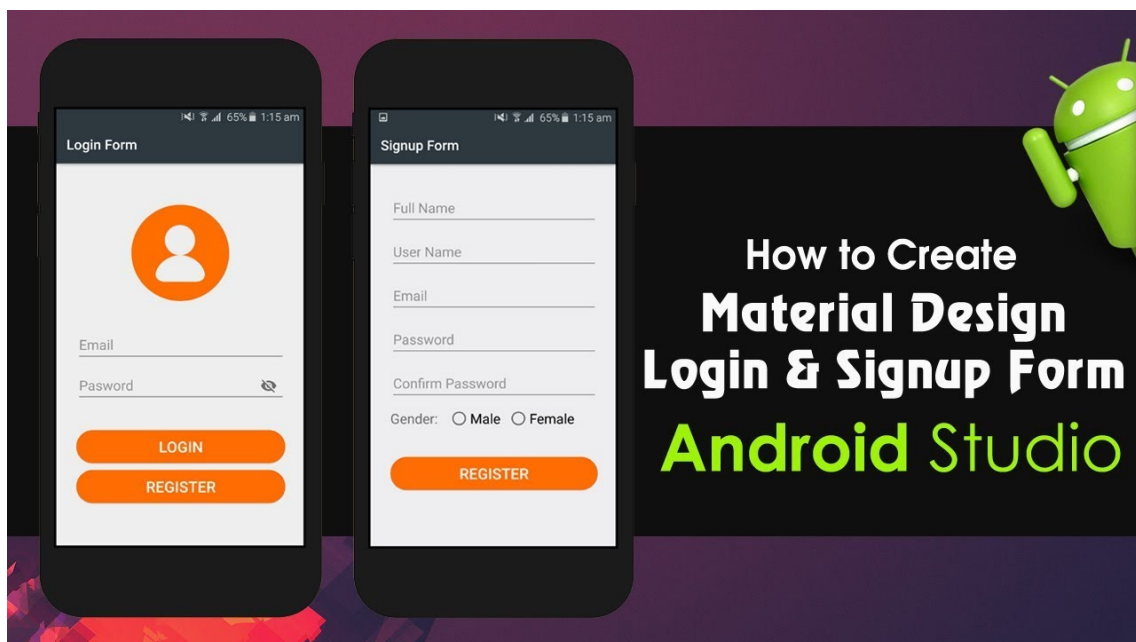 65% 1:15 am
Login Form
Email
Pasword
LOGIN
REGISTER
65% 1:15 am
Signup Form
Full Name
User Name
Email
Password
Confirm Password
Gender: Male Female
REGISTER
How to Create
Material Design
Login & Signup Form
Android Studio